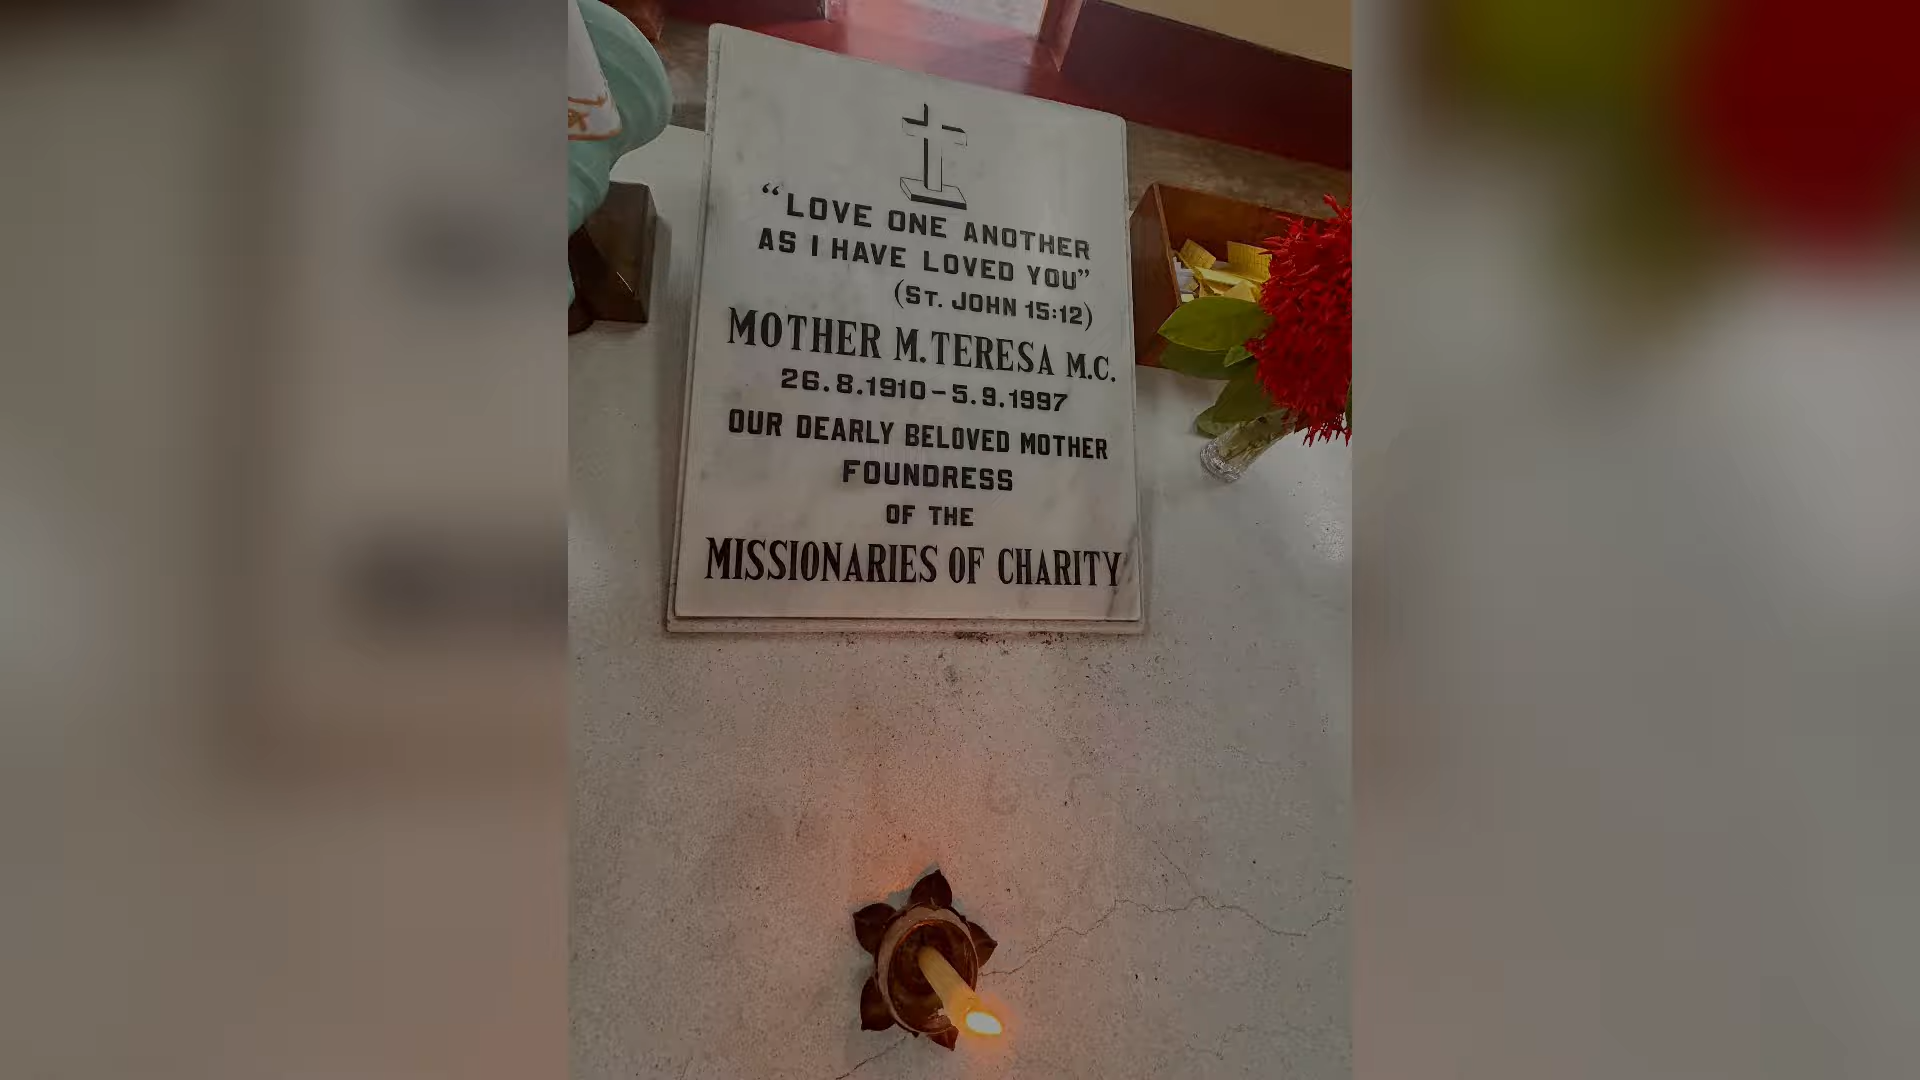 “LOVE ONE ANOTHER
AS I HAVE LOVED YOU”
(ST. JOHN 15:12)
MOTHER M. TERESA M.C.
26.8.1910 – 5.9.1997
OUR DEARLY BELOVED MOTHER
FOUNDRESS
OF THE
MISSIONARIES OF CHARITY